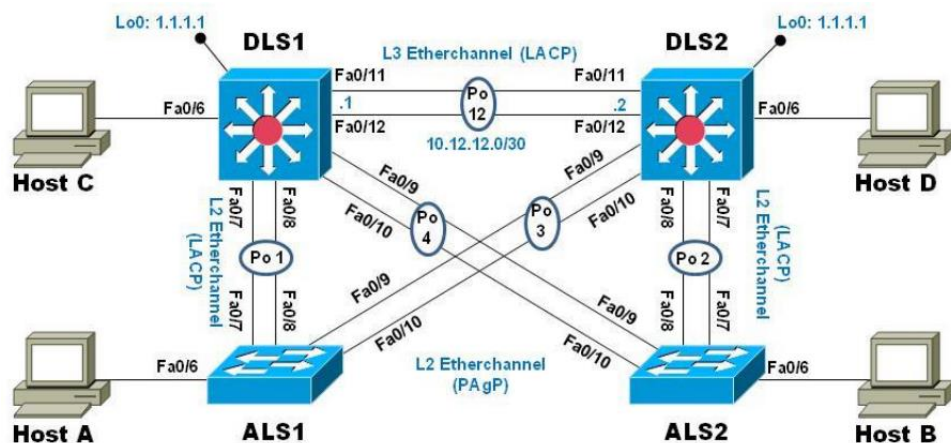 Lo0: 1.1.1.1
Lo0: 1.1.1.1
DLS1
DLS2
L3 Etherchannel (LACP)
Fa0/11
Fa0/11
Fa0/6
.1
Po
12
.2
Fa0/6
Fa0/12
Fa0/12
10.12.12.0/30
Host C
Host D
Fa0/9
Fa0/9
Fa0/10
Fa0/10
Fa0/7
Fa0/8
Fa0/8
Fa0/7
L2 Etherchannel
(LACP)
Po 1
Po
4
Po
3
Po 2
L2 Etherchannel
(LACP)
Fa0/7
Fa0/8
Fa0/9
Fa0/10
Fa0/9
Fa0/10
Fa0/8
Fa0/7
L2 Etherchannel
(PAgP)
Fa0/6
Fa0/6
Host A
ALS1
ALS2
Host B